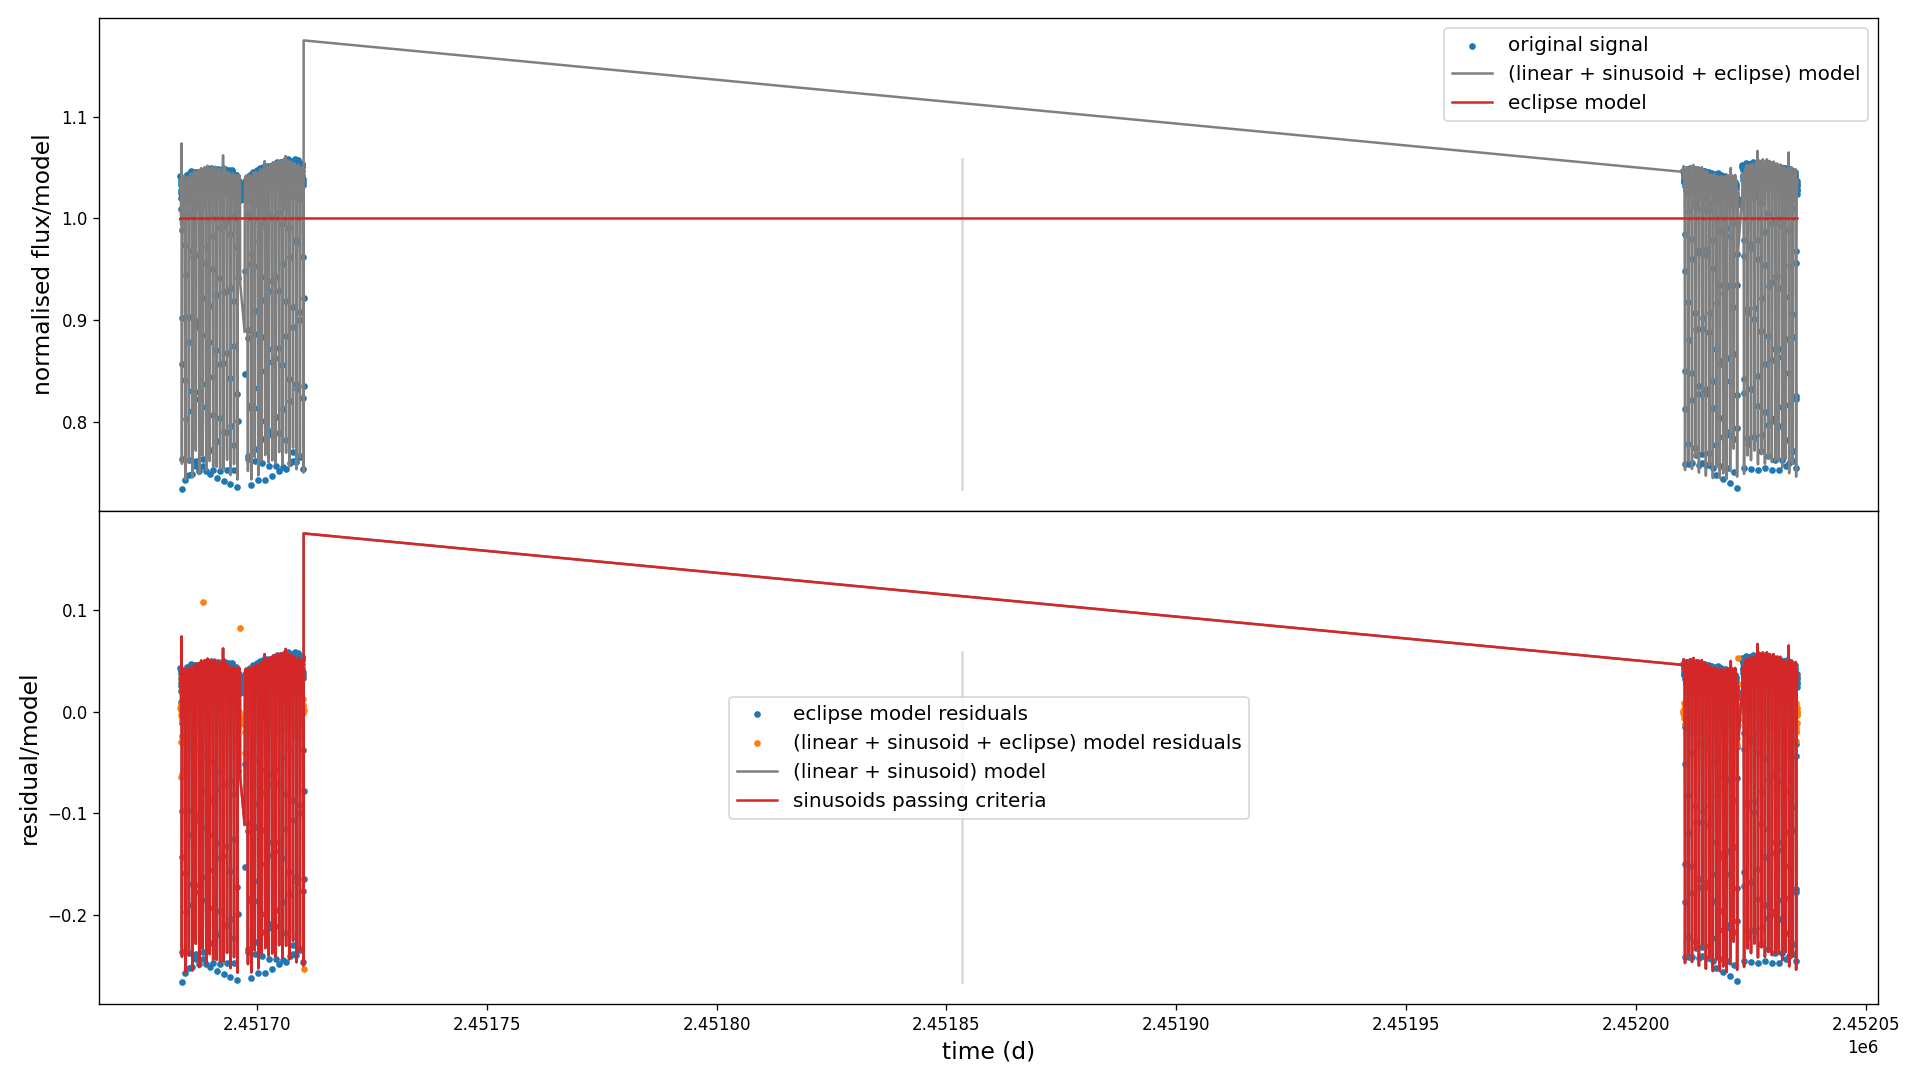 original signal
(linear + sinusoid + eclipse) model
eclipse model
normalised flux/model
1.1
1.0
0.9
0.8
eclipse model residuals
(linear + sinusoid + eclipse) model residuals
(linear + sinusoid) model
sinusoids passing criteria
residual/model
0.1
0.0
−0.1
−0.2
2.45170 2.45175 2.45180 2.45185 2.45190 2.45195 2.45200 2.45205
1e6
time (d)